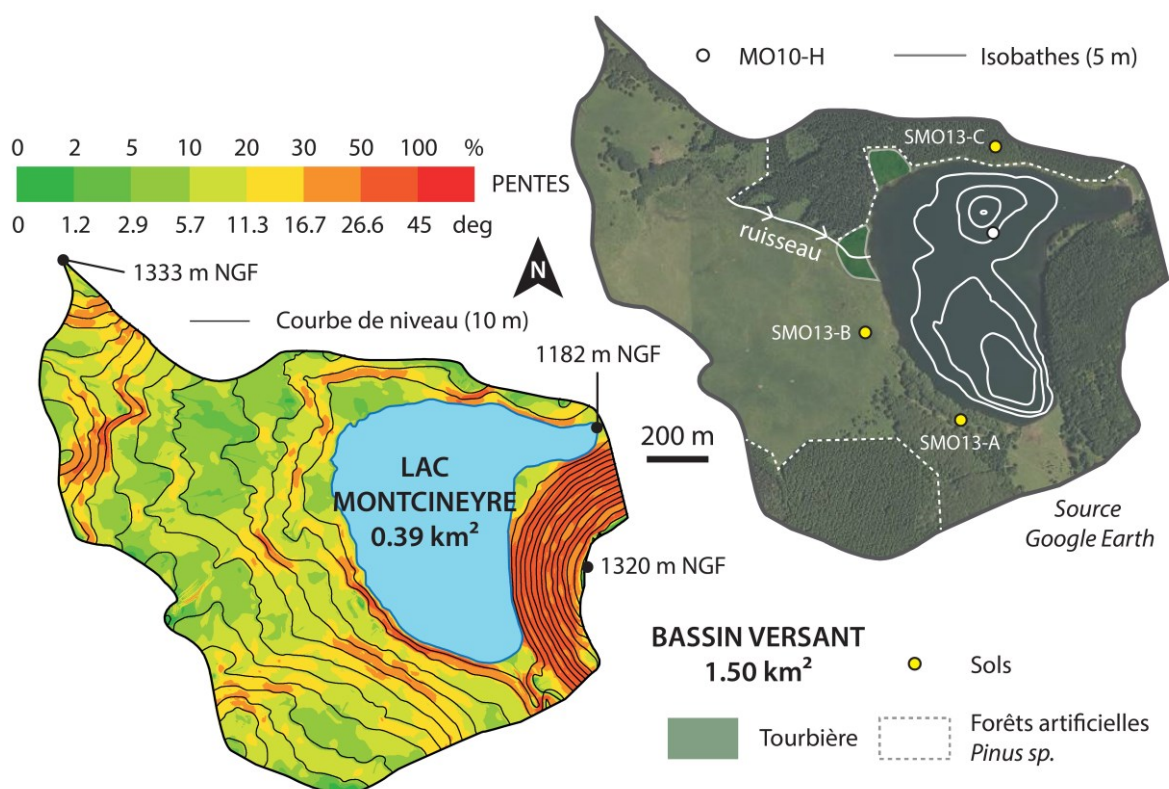 MO10-H
Isobathes (5 m)
SMO13-C
0 2 5 10 20 30 50 100 %
PENTES
0 1.2 2.9 5.7 11.3 16.7 26.6 45 deg
ruisseau
1333 m NGF
N
Courbe de niveau (10 m)
SMO13-B
1182 m NGF
SMO13-A
200 m
LAC
MONTCINEYRE
0.39 km²
Source
Google Earth
1320 m NGF
BASSIN VERSANT
1.50 km²
Sols
Tourbière
Forêts artificielles
Pinus sp.